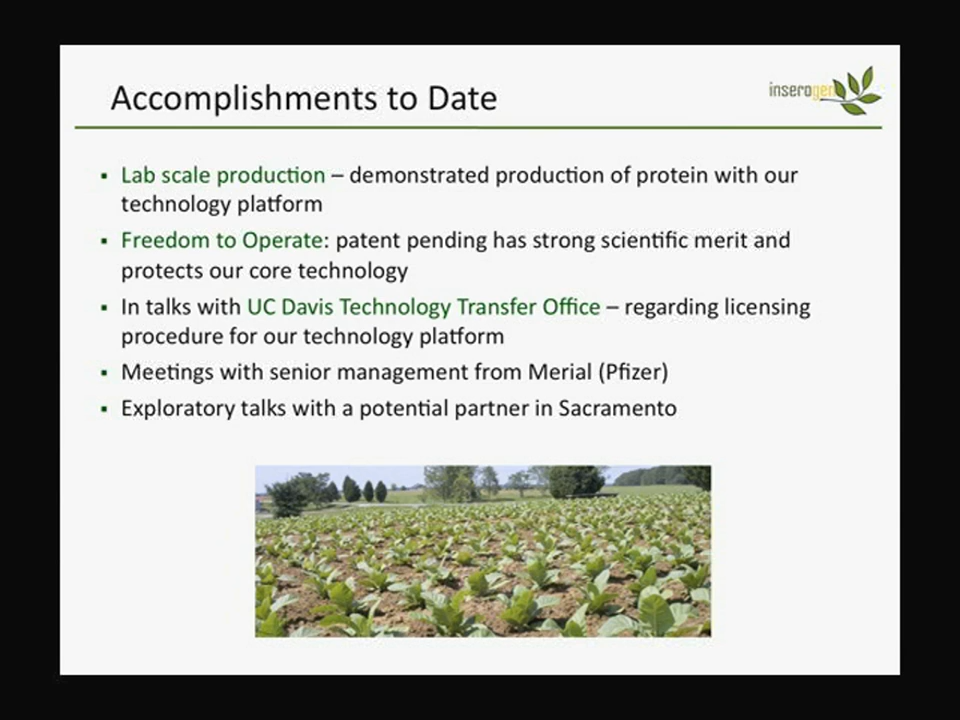 Accomplishments to Date
inserogen
▪ Lab scale production – demonstrated production of protein with our
technology platform
▪ Freedom to Operate: patent pending has strong scientific merit and
protects our core technology
▪ In talks with UC Davis Technology Transfer Office – regarding licensing
procedure for our technology platform
▪ Meetings with senior management from Merial (Pfizer)
▪ Exploratory talks with a potential partner in Sacramento